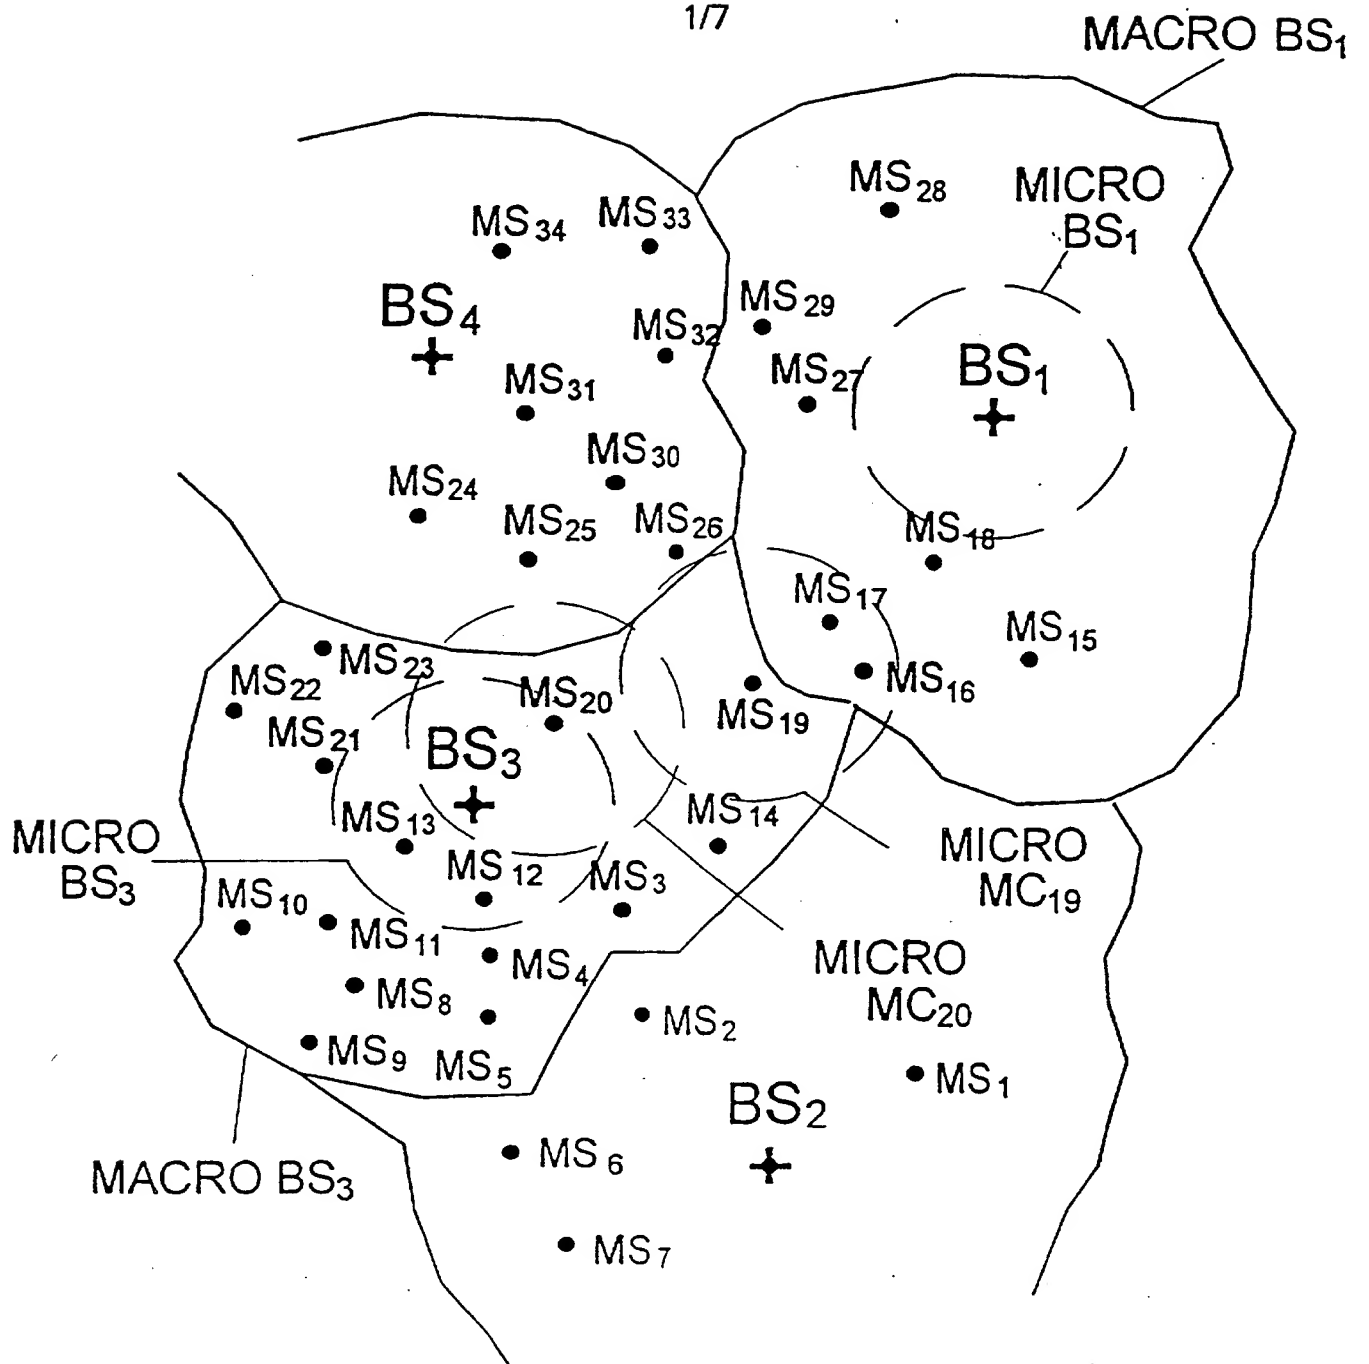 1/7
MACRO BS₁
MS₂₈
MICRO
BS₁
MS₃₄
MS₃₃
BS₄
MS₂₉
MS₃₂
MS₂₇
BS₁
MS₃₁
MS₃₀
MS₂₄
MS₂₅
MS₂₆
MS₁₈
MS₁₇
MS₁₅
MS₂₃
MS₂₂
MS₁₆
MS₂₀
MS₁₉
MS₂₁
BS₃
MS₁₄
MS₁₃
MICRO
BS₃
MICRO
MC₁₉
MS₁₂
MS₃
MS₁₀
MS₁₁
MS₄
MICRO
MC₂₀
MS₈
MS₂
MS₉
MS₅
MS₁
BS₂
MS₆
MACRO BS₃
MS₇